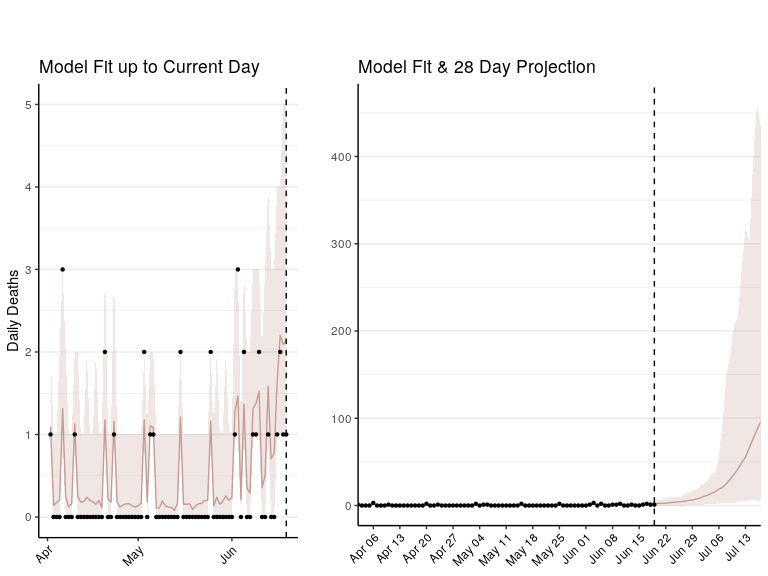 Model Fit up to Current Day
Daily Deaths
5
4
3
2
1
0
Apr
May
Jun
Model Fit & 28 Day Projection
400
300
200
100
0
Apr 06
Apr 13
Apr 20
Apr 27
May 04
May 11
May 18
May 25
Jun 01
Jun 08
Jun 15
Jun 22
Jun 29
Jul 06
Jul 13